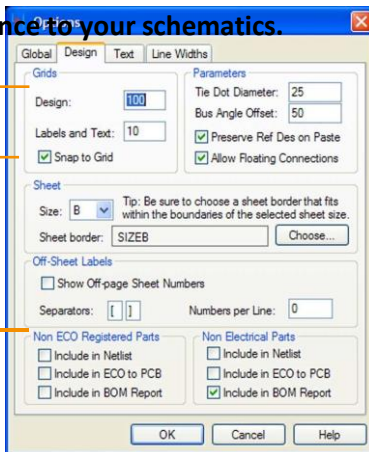 nce to your schematics.
Options
Global Design Text Line Widths
Grids
Design: 100
Labels and Text: 10
Snap to Grid
Parameters
Tie Dot Diameter: 25
Bus Angle Offset: 50
Preserve Ref Des on Paste
Allow Floating Connections
Sheet
Size: B
Tip: Be sure to choose a sheet border that fits
within the boundaries of the selected sheet size.
Sheet border: SIZEB Choose...
Off-Sheet Labels
Show Off-page Sheet Numbers
Separators: [ ] Numbers per Line: 0
Non ECO Registered Parts
Include in Netlist
Include in ECO to PCB
Include in BOM Report
Non Electrical Parts
Include in Netlist
Include in ECO to PCB
Include in BOM Report
OK Cancel Help